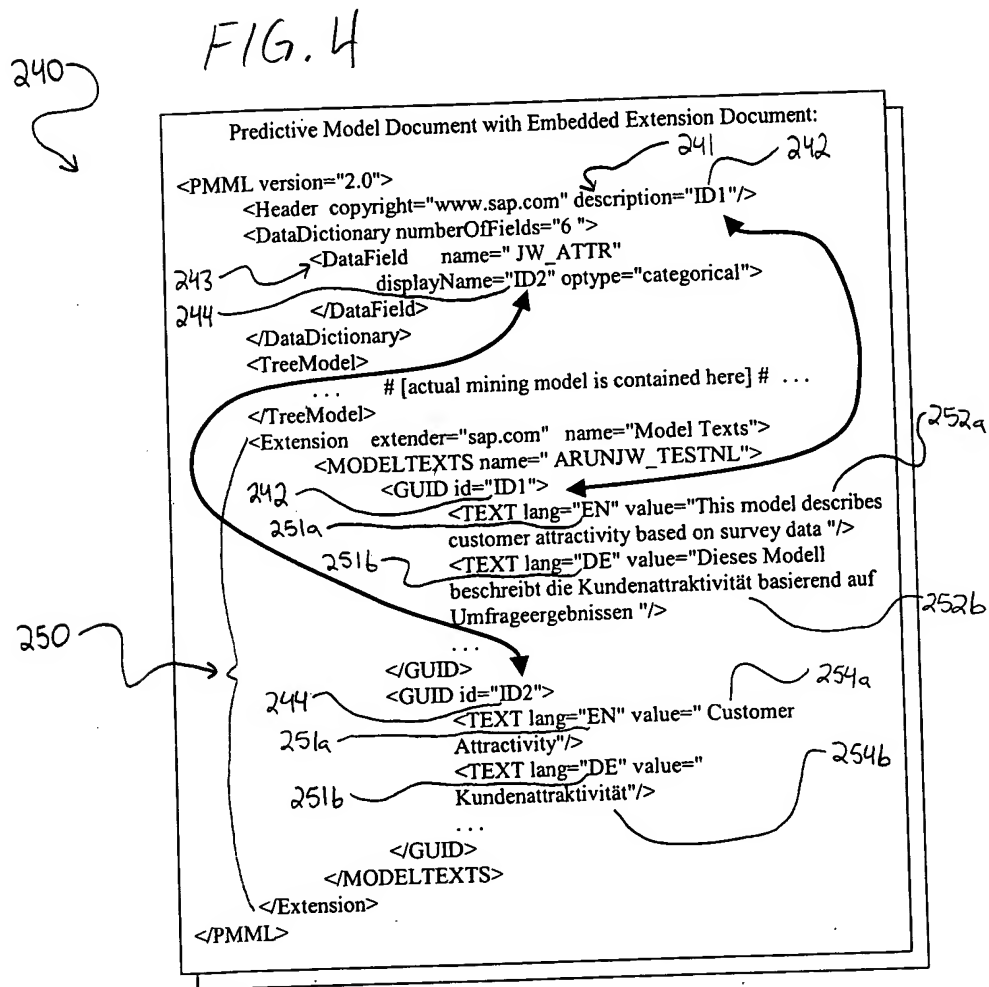 FIG. 4
240
Predictive Model Document with Embedded Extension Document:
241
242
<PMML version="2.0">
<Header copyright="www.sap.com" description="ID1"/>
<DataDictionary numberOfFields="6 ">
243
<DataField name=" JW_ATTR"
displayName="ID2" optype="categorical">
244
</DataField>
</DataDictionary>
<TreeModel>
... # [actual mining model is contained here] # ...
</TreeModel>
<Extension extender="sap.com" name="Model Texts">
252a
<MODELTEXTS name=" ARUNJW_TESTNL">
242
<GUID id="ID1">
251a
<TEXT lang="EN" value="This model describes
customer attractivity based on survey data "/>
251b
<TEXT lang="DE" value="Dieses Modell
beschreibt die Kundenattraktivität basierend auf
Umfrageergebnissen "/>
252b
250
...
</GUID>
244
<GUID id="ID2">
254a
251a
<TEXT lang="EN" value=" Customer
Attractivity"/>
254b
251b
<TEXT lang="DE" value="
Kundenattraktivität"/>
...
</GUID>
</MODELTEXTS>
</Extension>
</PMML>